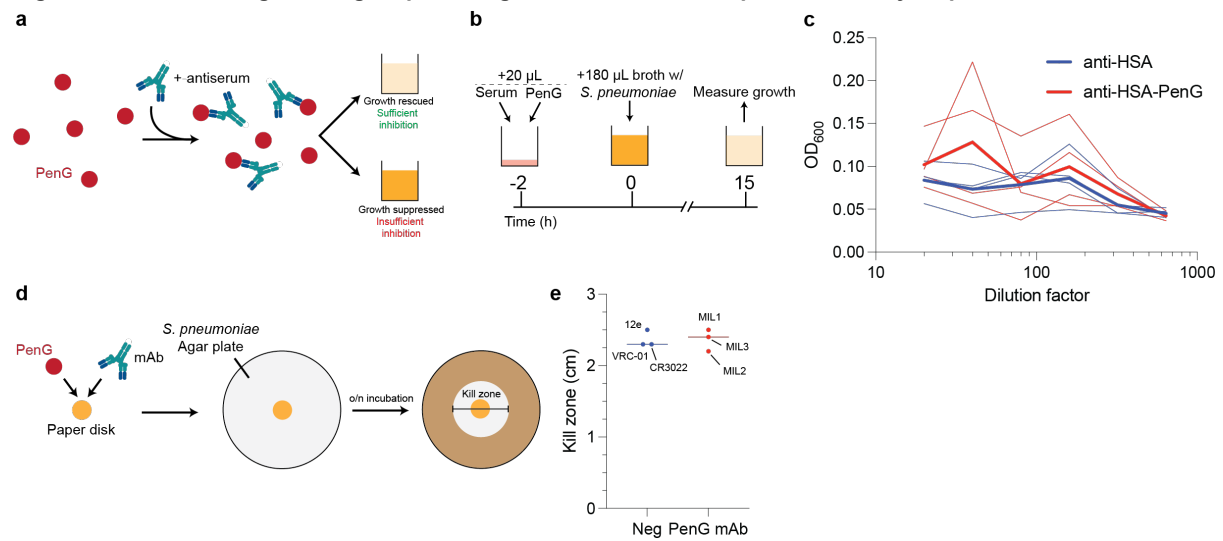 a
+ antiserum
PenG
Growth rescued
Sufficient
inhibition
Growth suppressed
Insufficient
inhibition
b
+20 µL
Serum PenG
+180 µL broth w/
S. pneumoniae
Measure growth
-2
0
15
Time (h)
c
0.25
0.20
0.15
0.10
0.05
0.00
OD600
10
100
1000
Dilution factor
anti-HSA
anti-HSA-PenG
d
PenG
mAb
Paper disk
S. pneumoniae
Agar plate
o/n incubation
Kill zone
e
3
2
1
0
Kill zone (cm)
12e
VRC-01
CR3022
MIL1
MIL3
MIL2
Neg
PenG mAb